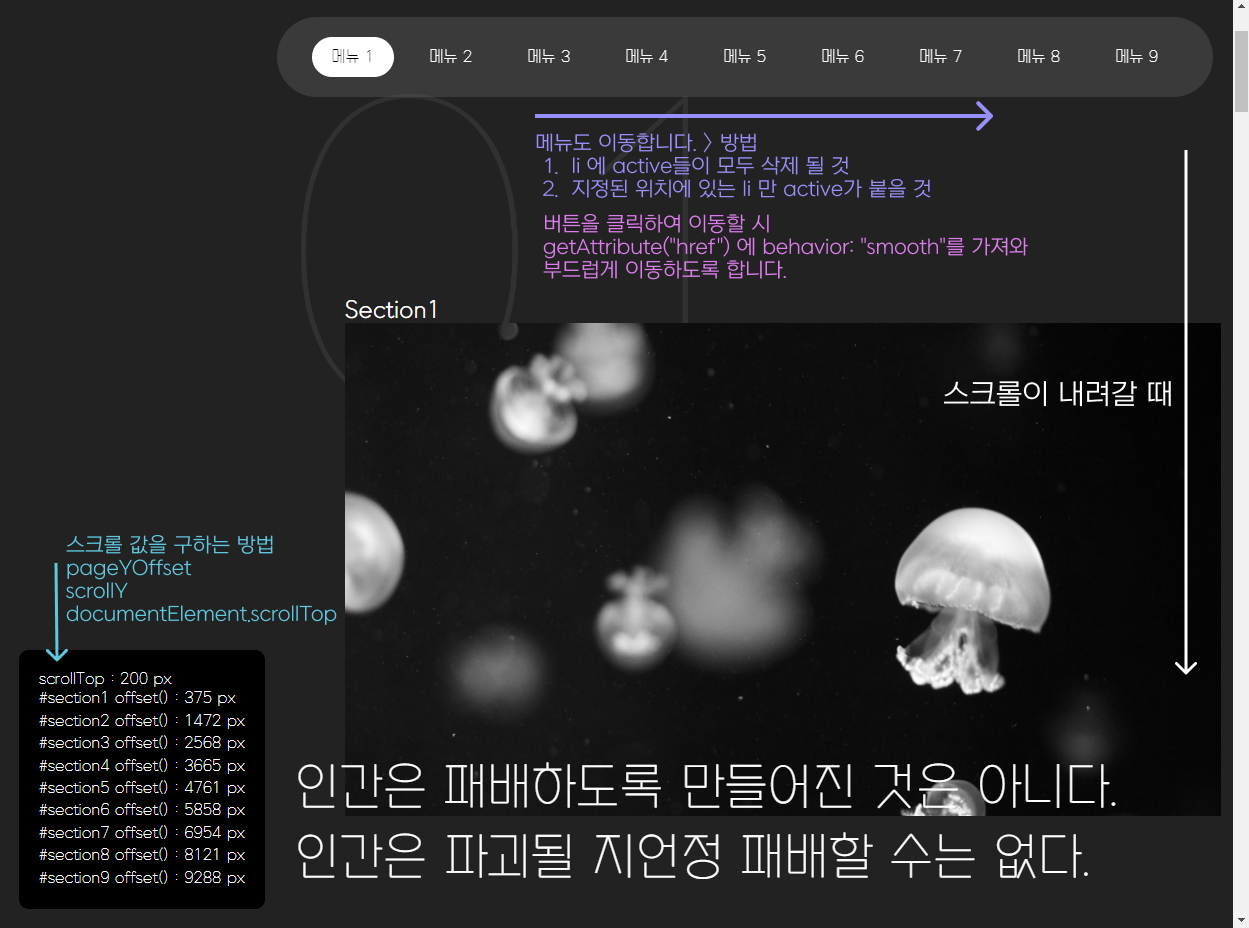 메뉴 1 메뉴 2 메뉴 3 메뉴 4 메뉴 5 메뉴 6 메뉴 7 메뉴 8 메뉴 9
01
메뉴도 이동합니다. > 방법
1. li 에 active들이 모두 삭제 될 것
2. 지정된 위치에 있는 li 만 active가 붙을 것
버튼을 클릭하여 이동할 시
getAttribute("href") 에 behavior: "smooth"를 가져와
부드럽게 이동하도록 합니다.
Section1
스크롤이 내려갈 때
스크롤 값을 구하는 방법
pageYOffset
scrollY
documentElement.scrollTop
scrollTop : 200 px
#section1 offset() : 375 px
#section2 offset() : 1472 px
#section3 offset() : 2568 px
#section4 offset() : 3665 px
#section5 offset() : 4761 px
#section6 offset() : 5858 px
#section7 offset() : 6954 px
#section8 offset() : 8121 px
#section9 offset() : 9288 px
인간은 패배하도록 만들어진 것은 아니다.
인간은 파괴될 지언정 패배할 수는 없다.